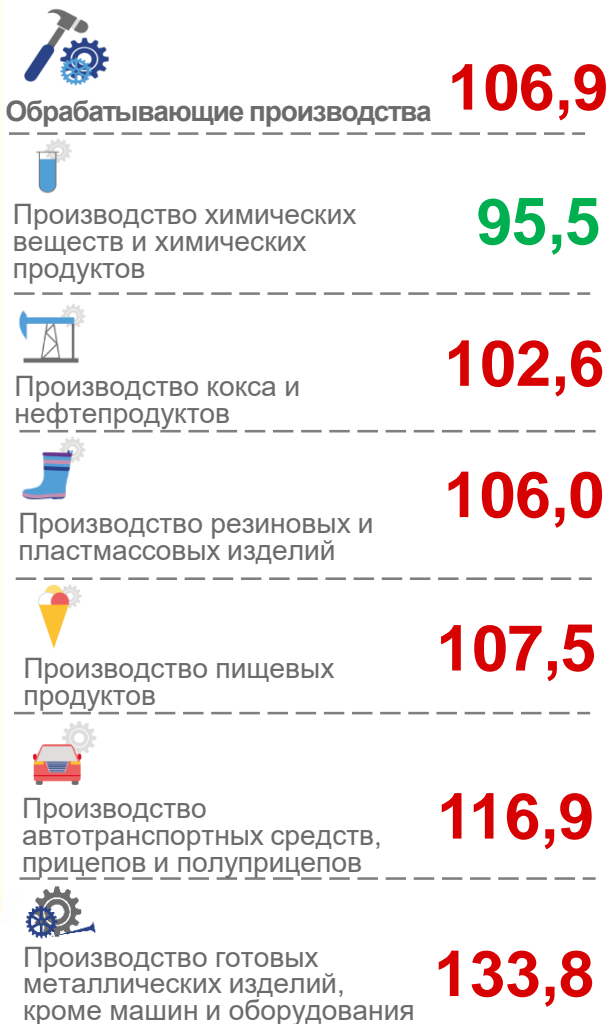 106,9
Обрабатывающие производства
95,5
Производство химических
веществ и химических
продуктов
102,6
Производство кокса и
нефтепродуктов
106,0
Производство резиновых и
пластмассовых изделий
107,5
Производство пищевых
продуктов
116,9
Производство
автотранспортных средств,
прицепов и полуприцепов
133,8
Производство готовых
металлических изделий,
кроме машин и оборудования